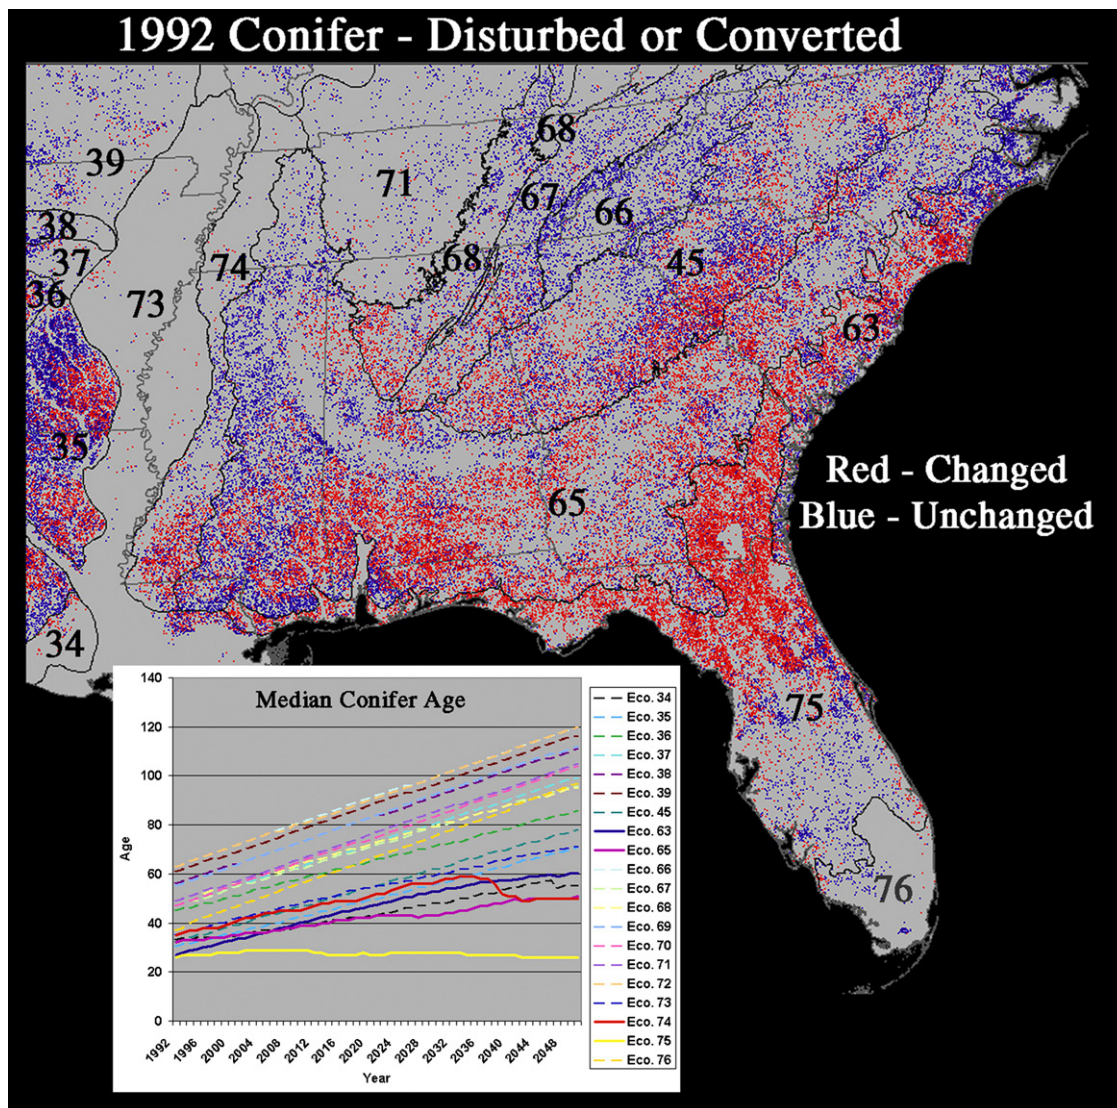 1992 Conifer - Disturbed or Converted
68
39
71
67
66
38
74
68
45
37
36
73
63
35
65
Red - Changed
Blue - Unchanged
34
75
76
Median Conifer Age
140
120
100
80
60
40
20
0
Age
1992
1996
2000
2004
2008
2012
2016
2020
2024
2028
2032
2036
2040
2044
2048
Year
Eco. 34
Eco. 35
Eco. 36
Eco. 37
Eco. 38
Eco. 39
Eco. 45
Eco. 63
Eco. 65
Eco. 66
Eco. 67
Eco. 68
Eco. 69
Eco. 70
Eco. 71
Eco. 72
Eco. 73
Eco. 74
Eco. 75
Eco. 76